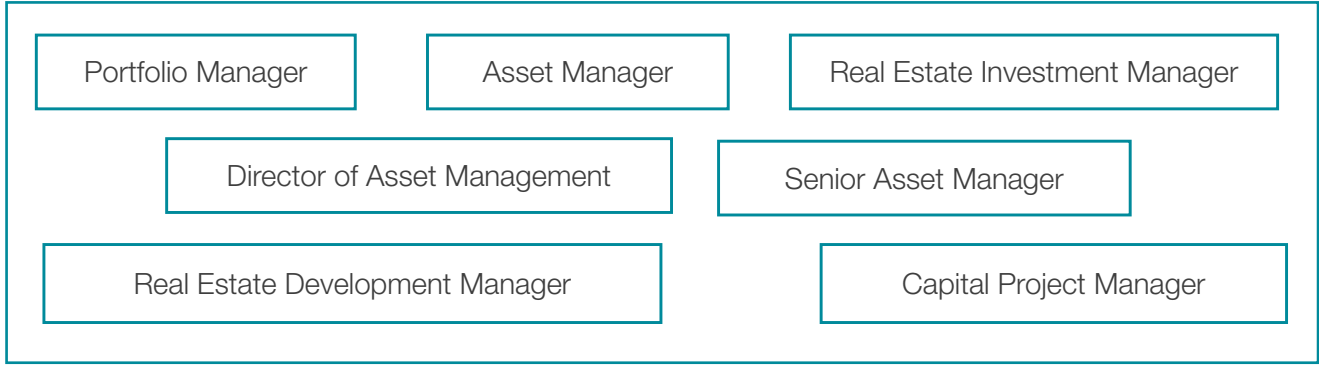 Portfolio Manager
Asset Manager
Real Estate Investment Manager
Director of Asset Management
Senior Asset Manager
Real Estate Development Manager
Capital Project Manager